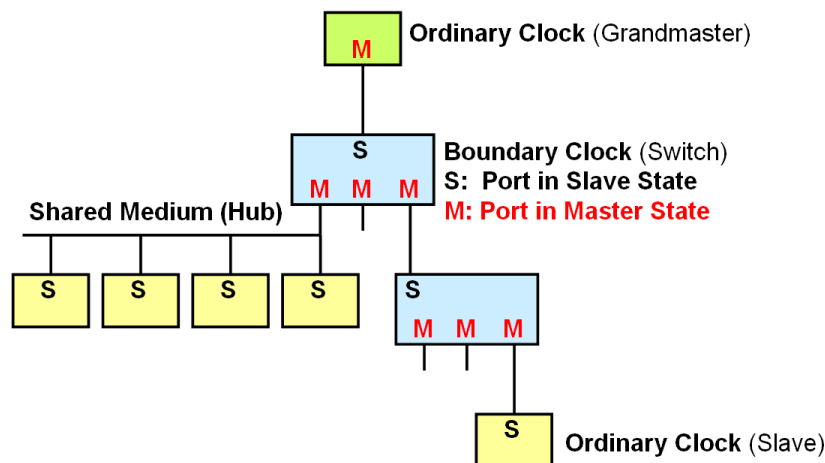 Ordinary Clock (Grandmaster)
M
S
Boundary Clock (Switch)
S: Port in Slave State
M M M
M: Port in Master State
Shared Medium (Hub)
S S S S
S
M M M
S
Ordinary Clock (Slave)